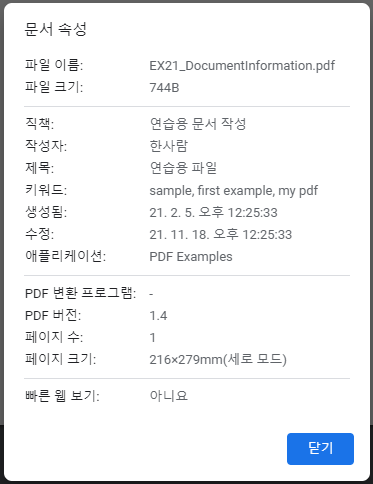 문서 속성
파일 이름: EX21_DocumentInformation.pdf
파일 크기: 744B
직책: 연습용 문서 작성
작성자: 한사람
제목: 연습용 파일
키워드: sample, first example, my pdf
생성됨: 21. 2. 5. 오후 12:25:33
수정: 21. 11. 18. 오후 12:25:33
애플리케이션: PDF Examples
PDF 변환 프로그램: -
PDF 버전: 1.4
페이지 수: 1
페이지 크기: 216×279mm(세로 모드)
빠른 웹 보기: 아니요
닫기